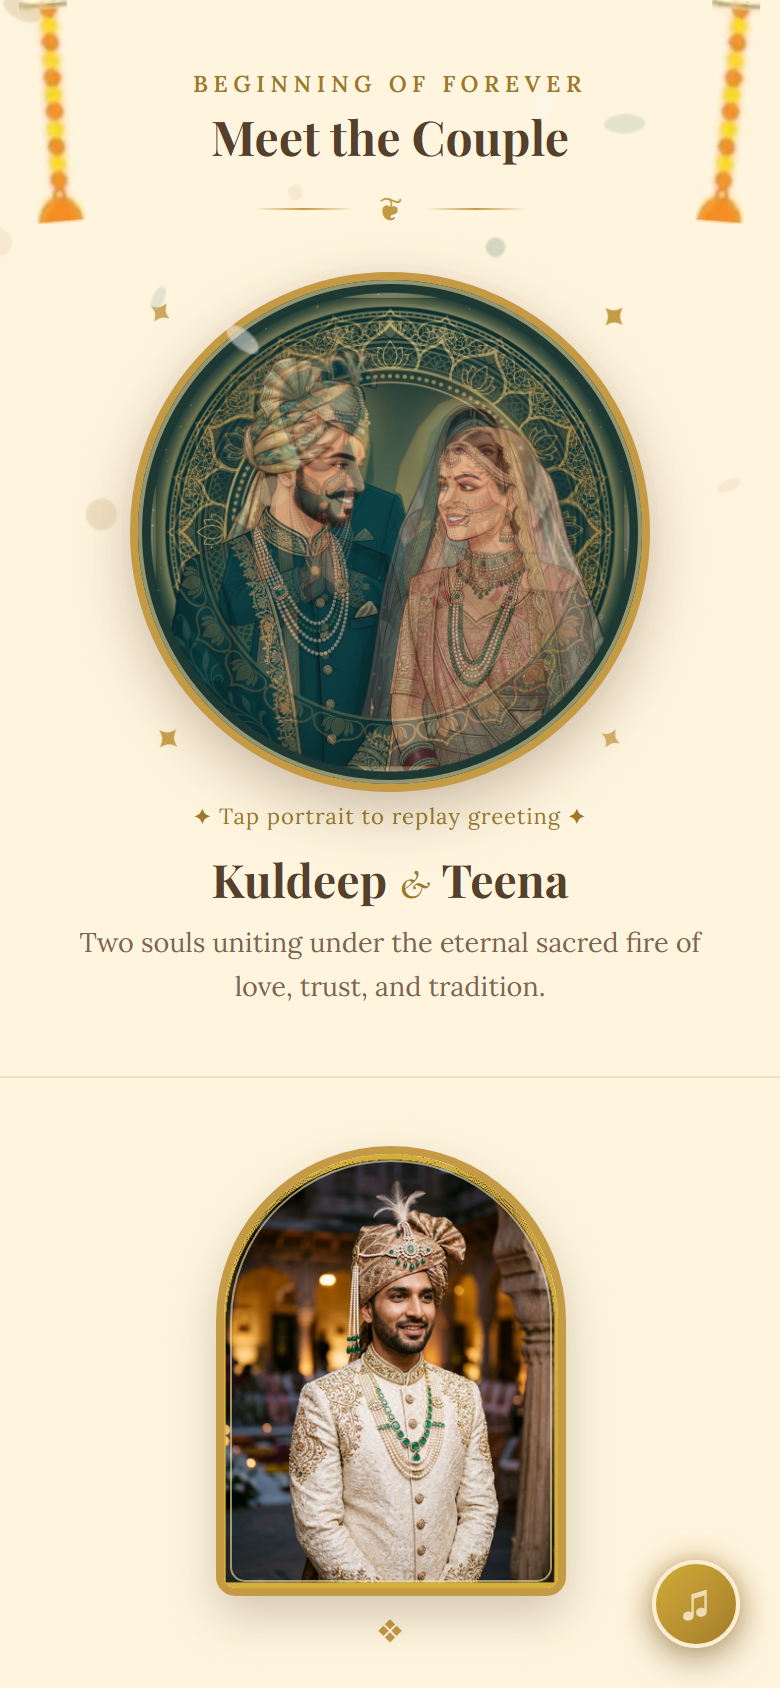 BEGINNING OF FOREVER
Meet the Couple
✦ Tap portrait to replay greeting ✦
Kuldeep & Teena
Two souls uniting under the eternal sacred fire of
love, trust, and tradition.